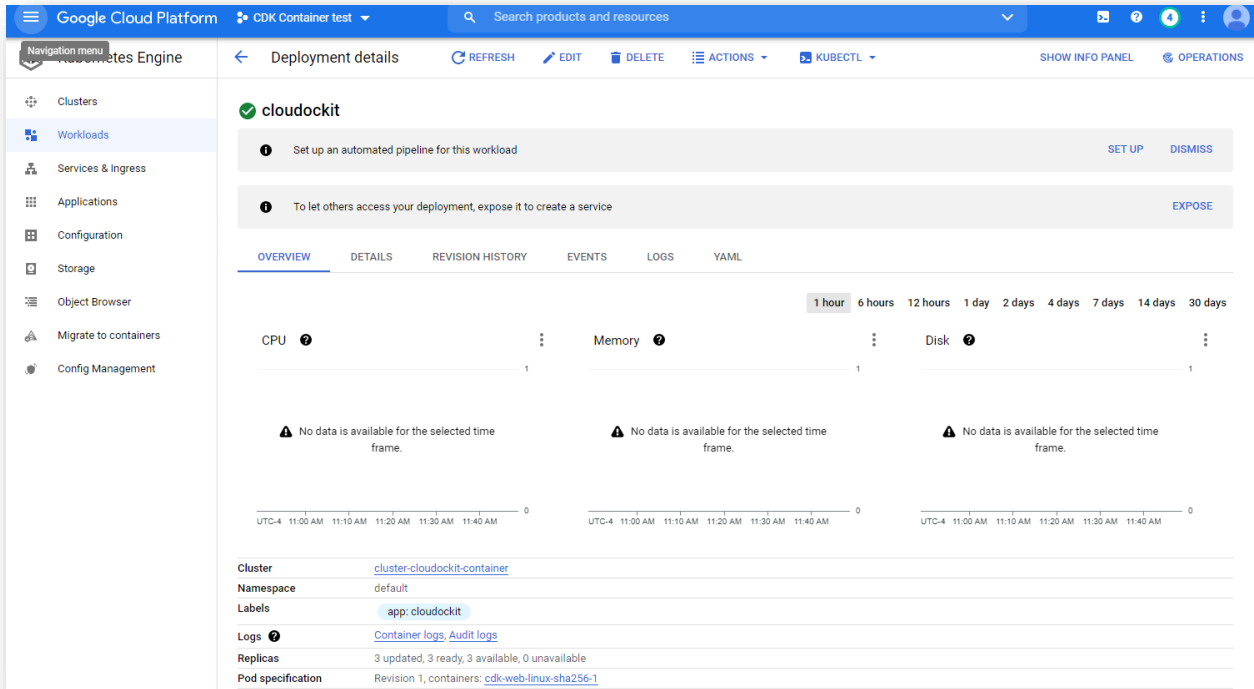 Google Cloud Platform CDK Container test Search products and resources 4
Navigation menu
Kubernetes Engine
Deployment details REFRESH EDIT DELETE ACTIONS KUBECTL SHOW INFO PANEL OPERATIONS
Clusters
Workloads
Services & Ingress
Applications
Configuration
Storage
Object Browser
Migrate to containers
Config Management
cloudockit
Set up an automated pipeline for this workload SET UP DISMISS
To let others access your deployment, expose it to create a service EXPOSE
OVERVIEW DETAILS REVISION HISTORY EVENTS LOGS YAML
1 hour 6 hours 12 hours 1 day 2 days 4 days 7 days 14 days 30 days
CPU
1
No data is available for the selected time
frame.
0
UTC-4 11:00 AM 11:10 AM 11:20 AM 11:30 AM 11:40 AM
Memory
1
No data is available for the selected time
frame.
0
UTC-4 11:00 AM 11:10 AM 11:20 AM 11:30 AM 11:40 AM
Disk
1
No data is available for the selected time
frame.
0
UTC-4 11:00 AM 11:10 AM 11:20 AM 11:30 AM 11:40 AM
Cluster cluster-cloudockit-container
Namespace default
Labels app: cloudockit
Logs Container logs, Audit logs
Replicas 3 updated, 3 ready, 3 available, 0 unavailable
Pod specification Revision 1, containers: cdk-web-linux-sha256-1